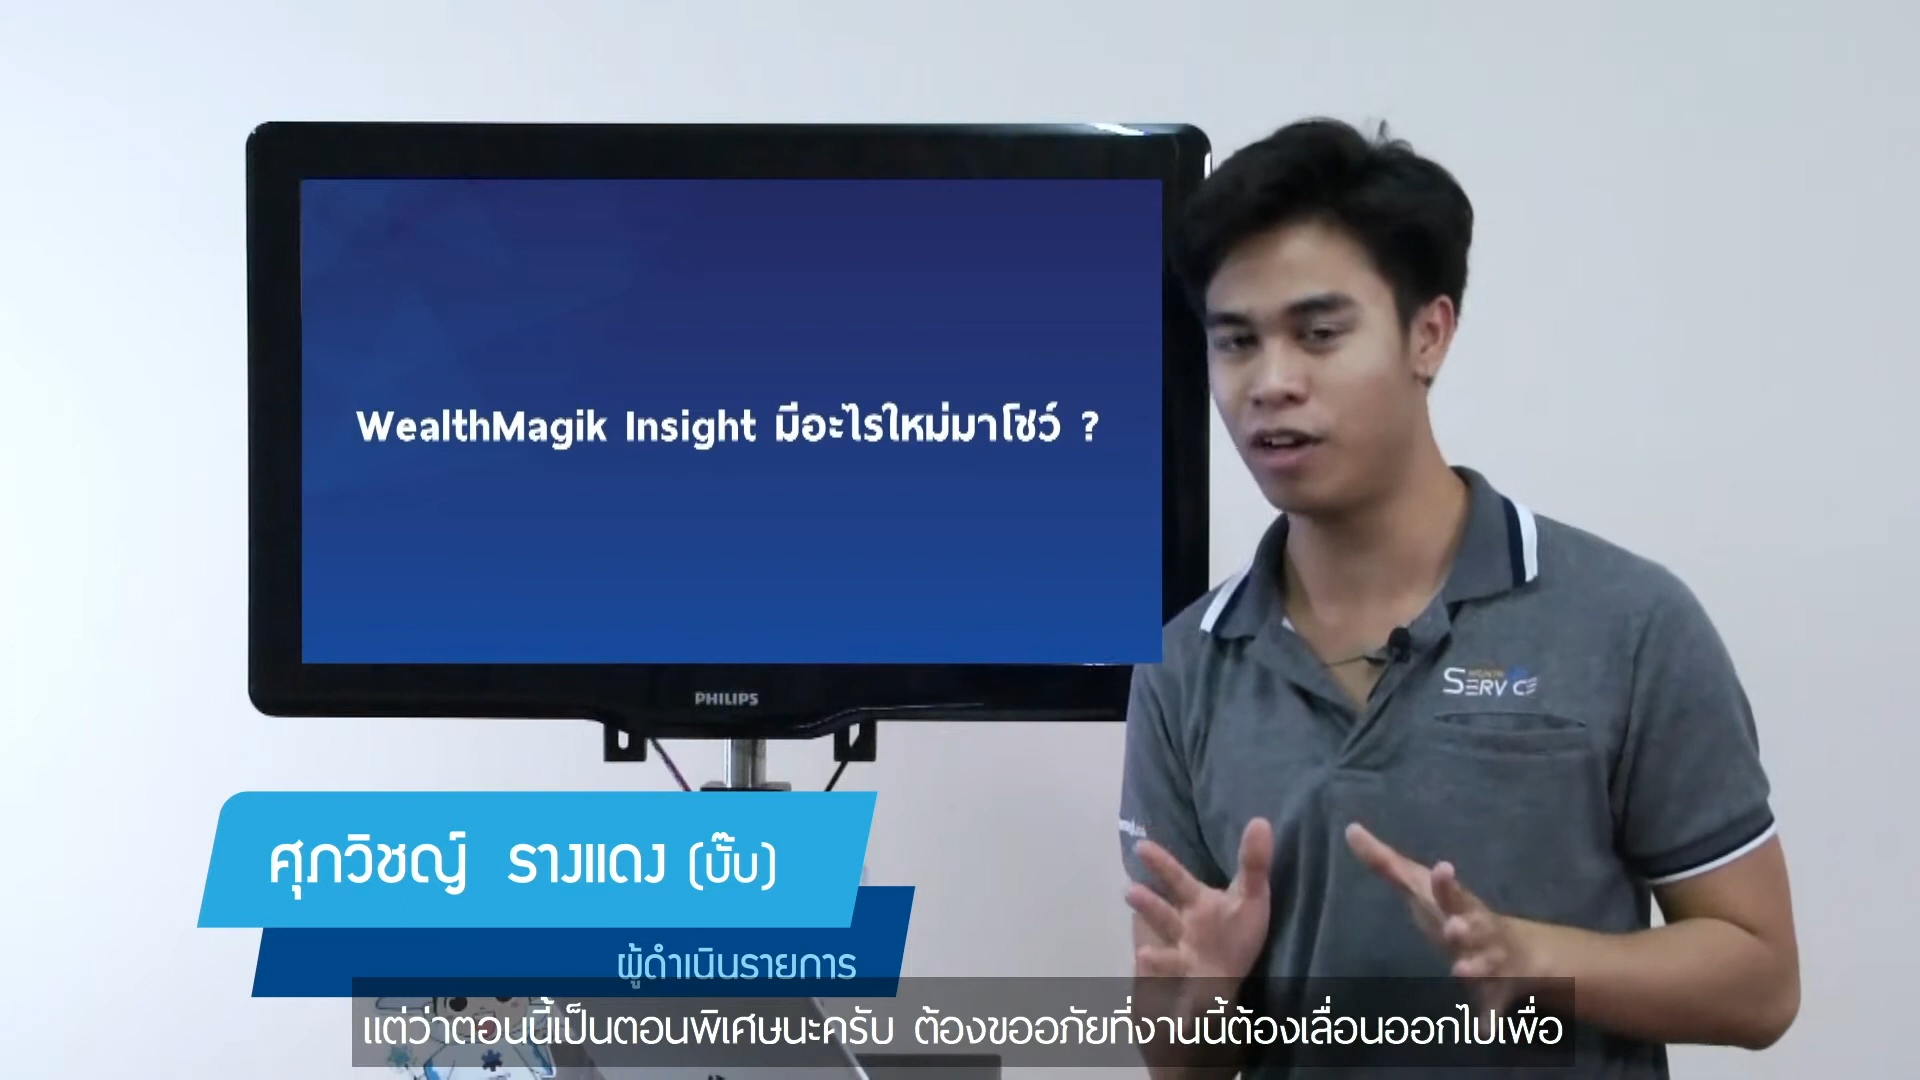 WealthMagik Insight มีอะไรใหม่มาโชว์ ?
PHILIPS
SERVICE
ศุภวิชญ์ รางแดง (บั๊บ)
ผู้ดำเนินรายการ
แต่ว่าตอนนี้เป็นตอนพิเศษนะครับ ต้องขออภัยที่งานนี้ต้องเลื่อนออกไปเพื่อ